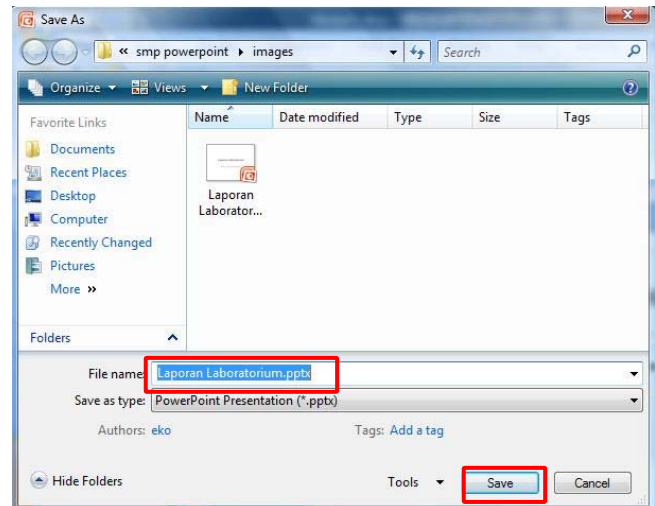 Save As
« smp powerpoint ▸ images
Search
Organize Views New Folder
Favorite Links
Name Date modified Type Size Tags
Documents
Recent Places
Desktop
Computer
Recently Changed
Pictures
More »
Laporan
Laborator...
Folders
File name: Laporan Laboratorium.pptx
Save as type: PowerPoint Presentation (*.pptx)
Authors: eko Tags: Add a tag
Hide Folders Tools Save Cancel